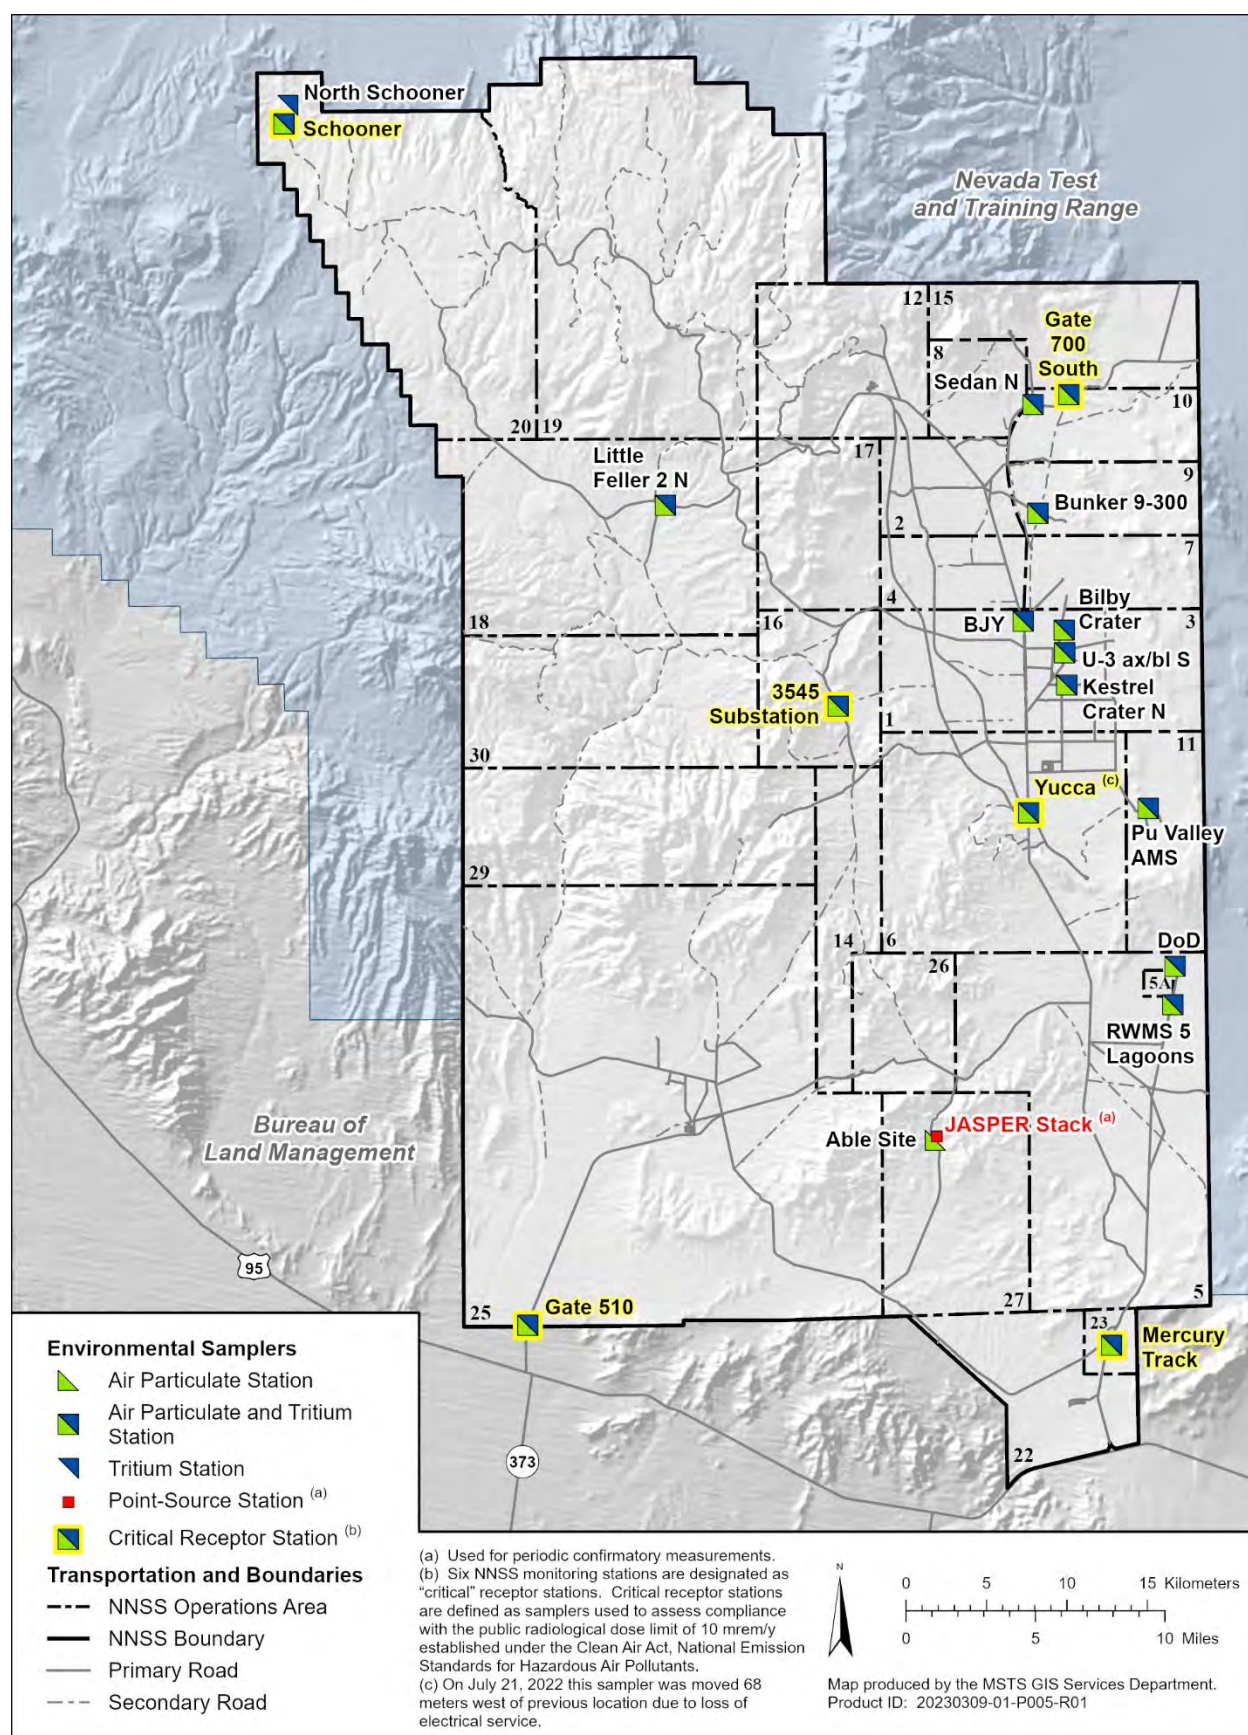 North Schooner
Schooner
Nevada Test
and Training Range
12
15
Gate
700
South
8
Sedan N
10
20
19
Little
Feller 2 N
17
9
Bunker 9-300
2
7
4
Bilby
Crater
BJY
3
18
16
U-3 ax/bl S
3545
Substation
Kestrel
Crater N
1
30
11
Yucca (c)
Pu Valley
AMS
29
14
6
DoD
26
5A
RWMS 5
Lagoons
Bureau of
Land Management
JASPER Stack (a)
Able Site
95
25
Gate 510
27
5
23
Mercury
Track
373
22
Environmental Samplers
Air Particulate Station
Air Particulate and Tritium
Station
Tritium Station
Point-Source Station (a)
Critical Receptor Station (b)
Transportation and Boundaries
NNSS Operations Area
NNSS Boundary
Primary Road
Secondary Road
(a) Used for periodic confirmatory measurements.
(b) Six NNSS monitoring stations are designated as
“critical” receptor stations. Critical receptor stations
are defined as samplers used to assess compliance
with the public radiological dose limit of 10 mrem/y
established under the Clean Air Act, National Emission
Standards for Hazardous Air Pollutants.
(c) On July 21, 2022 this sampler was moved 68
meters west of previous location due to loss of
electrical service.
N
0 5 10 15 Kilometers
0 5 10 Miles
Map produced by the MSTS GIS Services Department.
Product ID: 20230309-01-P005-R01